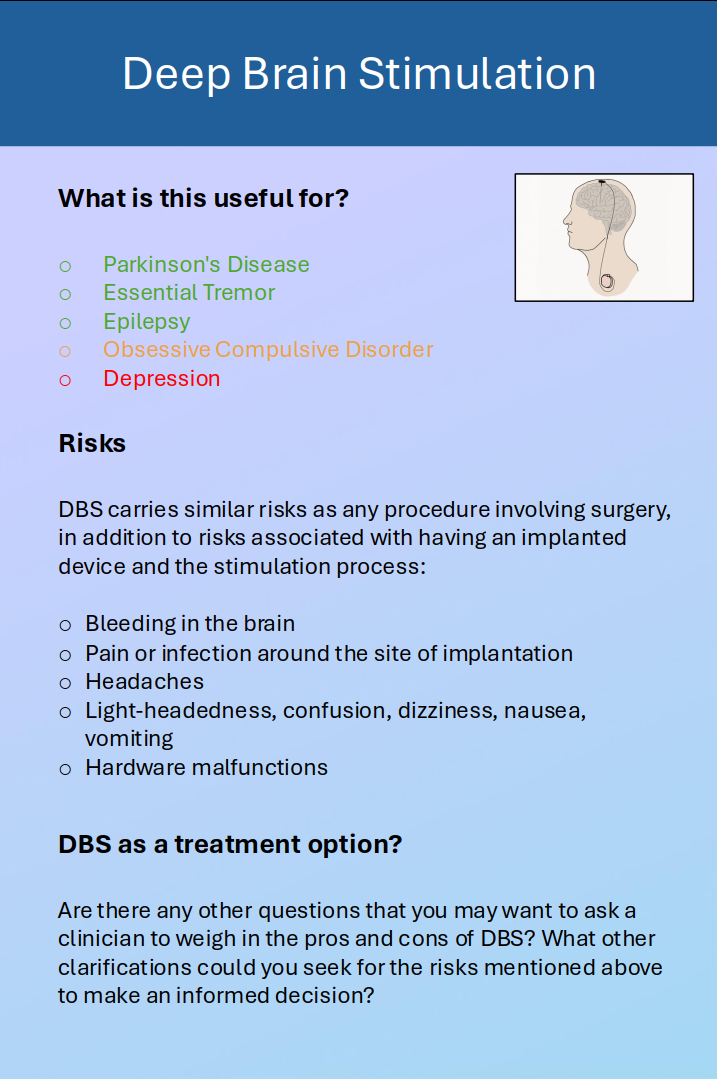 Deep Brain Stimulation
What is this useful for?
○ Parkinson's Disease
○ Essential Tremor
○ Epilepsy
○ Obsessive Compulsive Disorder
○ Depression
Risks
DBS carries similar risks as any procedure involving surgery,
in addition to risks associated with having an implanted
device and the stimulation process:
○ Bleeding in the brain
○ Pain or infection around the site of implantation
○ Headaches
○ Light-headedness, confusion, dizziness, nausea,
vomiting
○ Hardware malfunctions
DBS as a treatment option?
Are there any other questions that you may want to ask a
clinician to weigh in the pros and cons of DBS? What other
clarifications could you seek for the risks mentioned above
to make an informed decision?